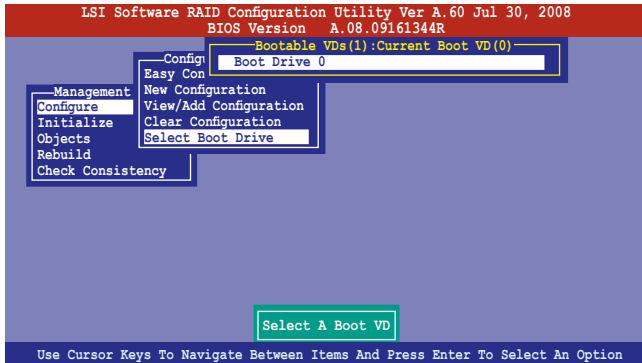 LSI Software RAID Configuration Utility Ver A.60 Jul 30, 2008
BIOS Version A.08.09161344R
Bootable VDs(1):Current Boot VD(0)
Boot Drive 0
Configu
Easy Con
New Configuration
View/Add Configuration
Clear Configuration
Select Boot Drive
Management
Configure
Initialize
Objects
Rebuild
Check Consistency
Select A Boot VD
Use Cursor Keys To Navigate Between Items And Press Enter To Select An Option